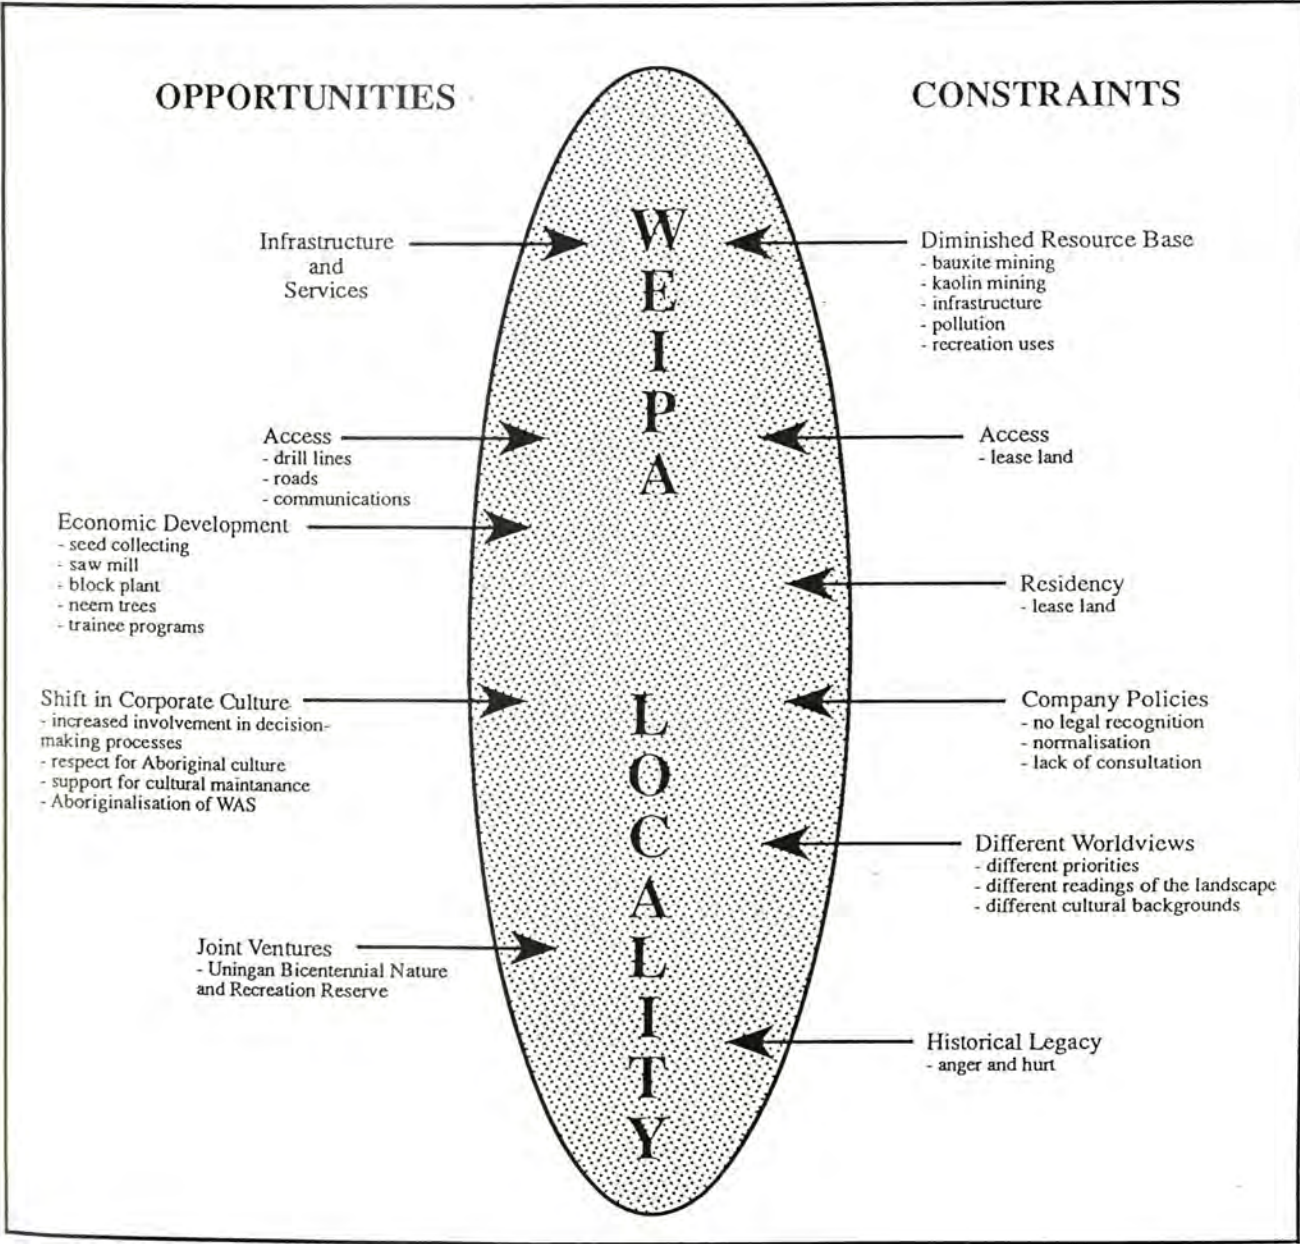 OPPORTUNITIES
Infrastructure
and
Services
Access
- drill lines
- roads
- communications
Economic Development
- seed collecting
- saw mill
- block plant
- neem trees
- trainee programs
Shift in Corporate Culture
- increased involvement in decision-
making processes
- respect for Aboriginal culture
- support for cultural maintanance
- Aboriginalisation of WAS
Joint Ventures
- Uningan Bicentennial Nature
and Recreation Reserve
WEIPA
LOCALITY
CONSTRAINTS
Diminished Resource Base
- bauxite mining
- kaolin mining
- infrastructure
- pollution
- recreation uses
Access
- lease land
Residency
- lease land
Company Policies
- no legal recognition
- normalisation
- lack of consultation
Different Worldviews
- different priorities
- different readings of the landscape
- different cultural backgrounds
Historical Legacy
- anger and hurt